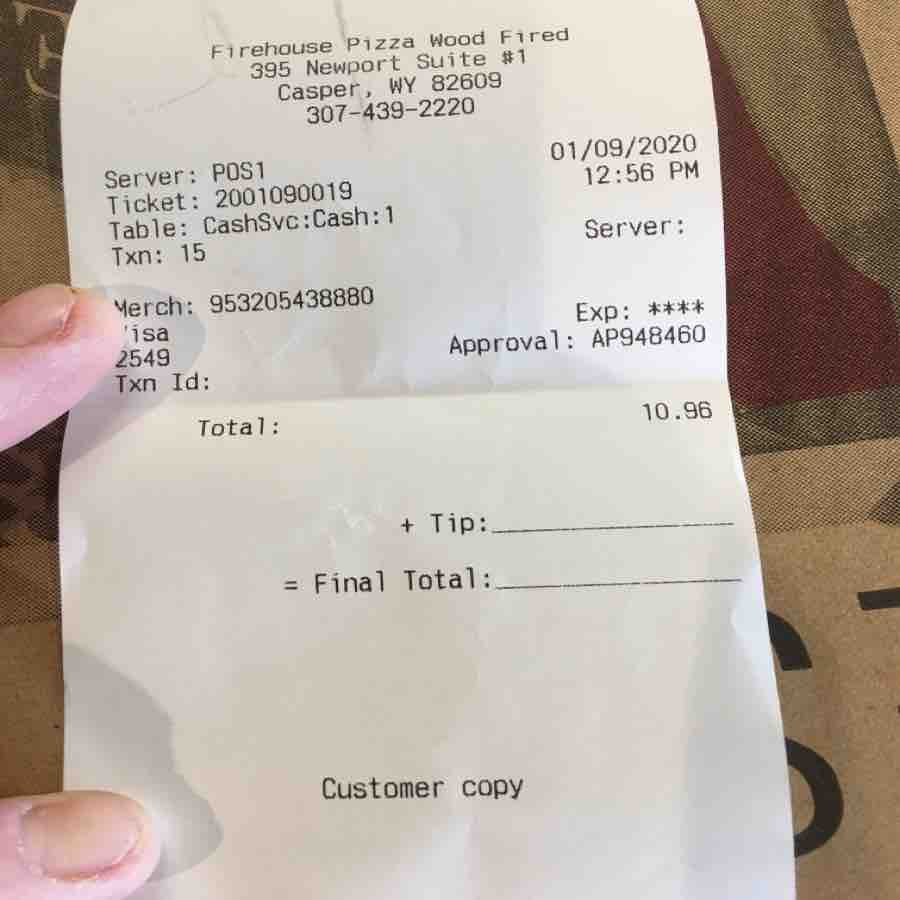 Firehouse Pizza Wood Fired
395 Newport Suite #1
Casper, WY 82609
307-439-2220
01/09/2020
Server: POS1
12:56 PM
Ticket: 2001090019
Table: CashSvc:Cash:1
Server:
Txn: 15
Merch: 953205438880
Exp: ****
Visa
Approval: AP948460
2549
Txn Id:
10.96
Total:
+ Tip:
= Final Total:
Customer copy